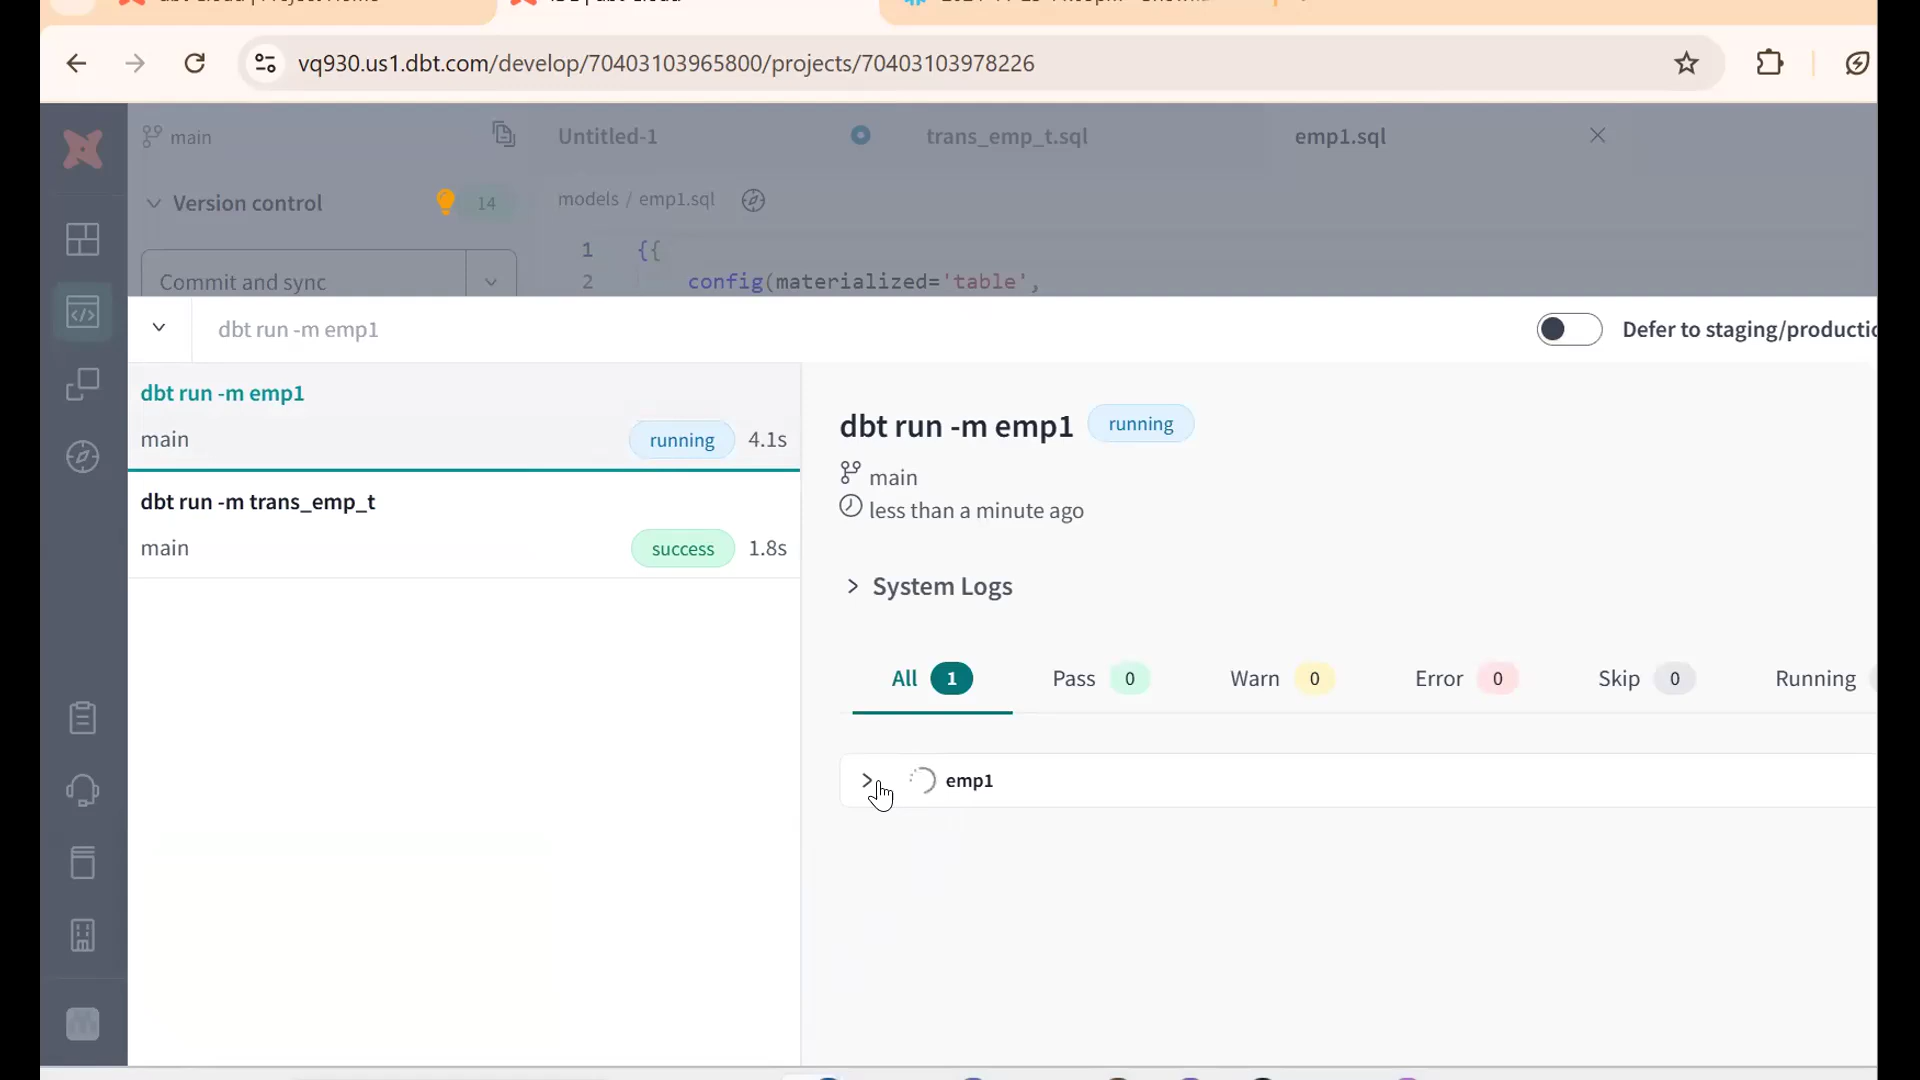 vq930.us1.dbt.com/develop/70403103965800/projects/70403103978226
main
Untitled-1
trans_emp_t.sql
emp1.sql
Version control
14
models / emp1.sql
1 {{
Commit and sync
2 config(materialized='table',
dbt run -m emp1
Defer to staging/productio
dbt run -m emp1
main
running 4.1s
dbt run -m trans_emp_t
main
success 1.8s
dbt run -m emp1 running
main
less than a minute ago
System Logs
All 1
Pass 0
Warn 0
Error 0
Skip 0
Running
emp1